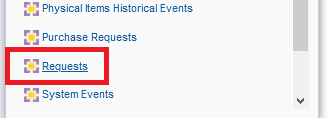 Physical Items Historical Events
Purchase Requests
Requests
System Events